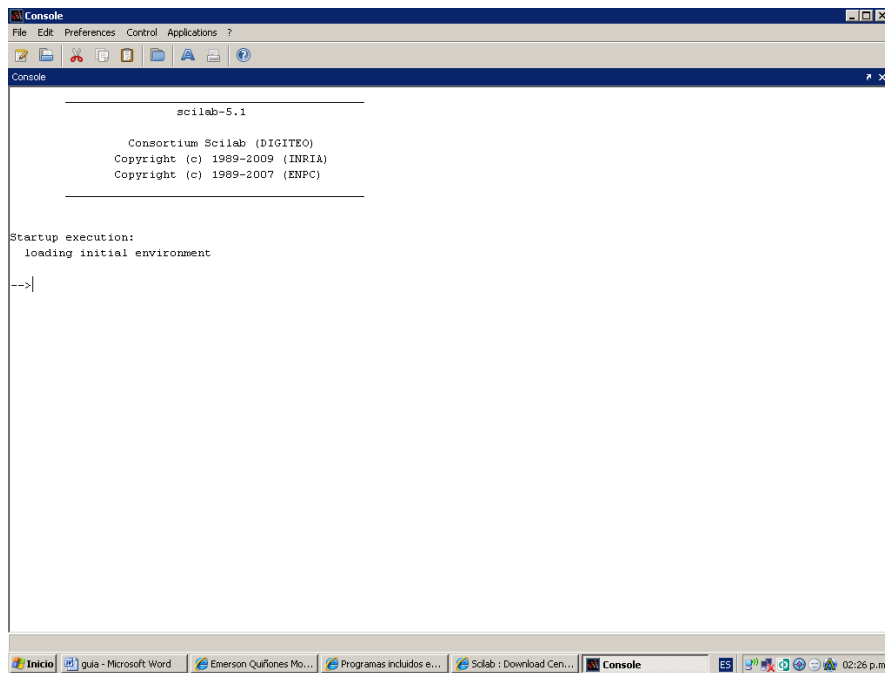 Console
File Edit Preferences Control Applications ?
Console
scilab-5.1
Consortium Scilab (DIGITEO)
Copyright (c) 1989-2009 (INRIA)
Copyright (c) 1989-2007 (ENPC)
Startup execution:
loading initial environment
-->
Inicio guia - Microsoft Word Emerson Quiñones Mo... Programas incluidos e... Scilab : Download Cen... Console ES 02:26 p.m